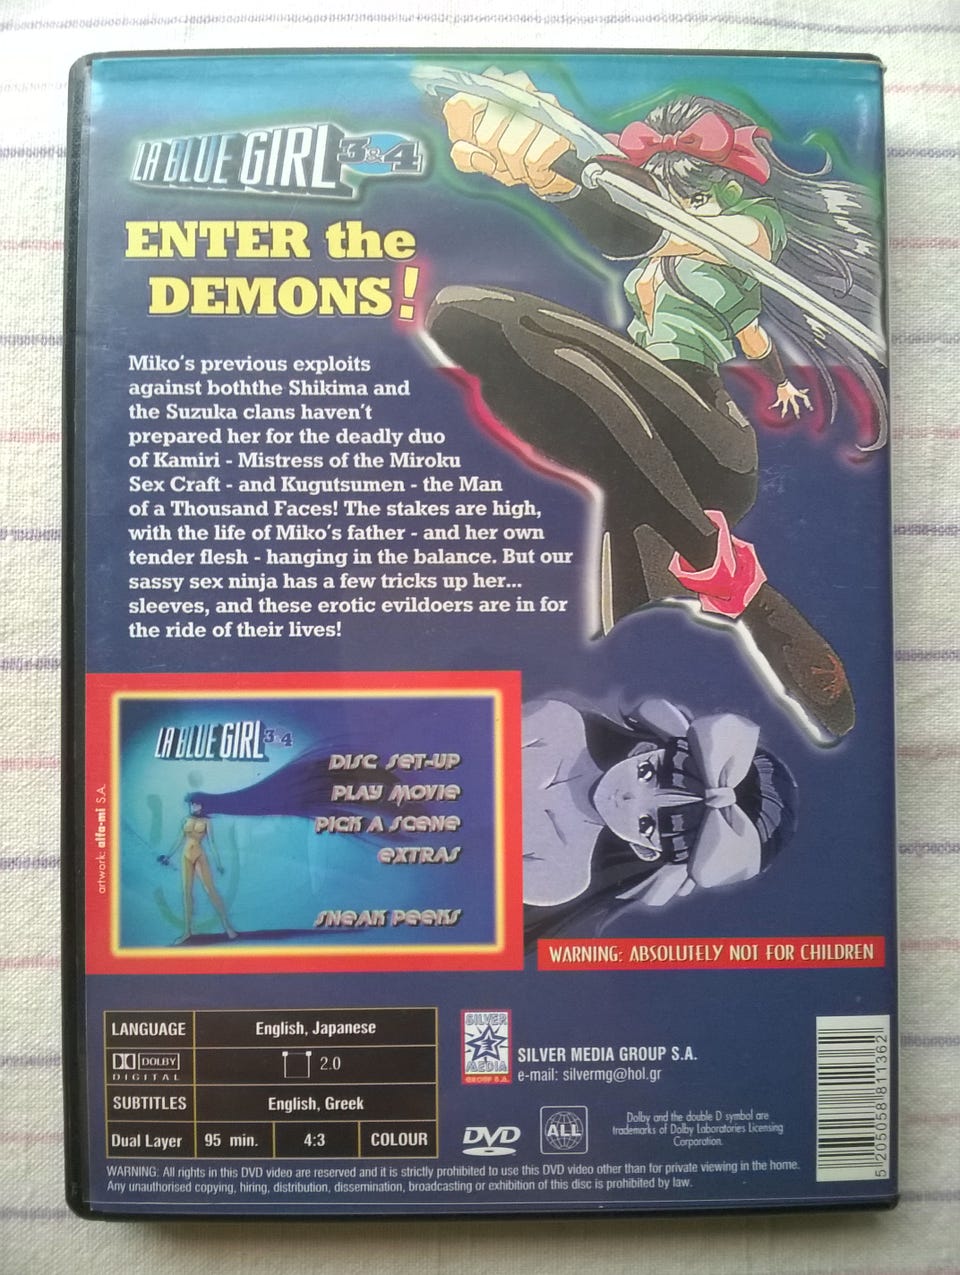 LA BLUE GIRL 3&4
ENTER the
DEMONS!
Miko's previous exploits
against boththe Shikima and
the Suzuka clans haven't
prepared her for the deadly duo
of Kamiri - Mistress of the Miroku
Sex Craft - and Kugutsumen - the Man
of a Thousand Faces! The stakes are high,
with the life of Miko's father - and her own
tender flesh - hanging in the balance. But our
sassy sex ninja has a few tricks up her...
sleeves, and these erotic evildoers are in for
the ride of their lives!
artwork: alfa-mi S.A.
LA BLUE GIRL 3&4
DISC SET-UP
PLAY MOVIE
PICK A SCENE
EXTRAS
SNEAK PEEKS
WARNING: ABSOLUTELY NOT FOR CHILDREN
LANGUAGE English, Japanese
DOLBY DIGITAL 2.0
SUBTITLES English, Greek
Dual Layer 95 min. 4:3 COLOUR
SILVER MEDIA GROUP S.A.
SILVER MEDIA GROUP S.A.
e-mail: silvermg@hol.gr
DVD
ALL
Dolby and the double D symbol are
trademarks of Dolby Laboratories Licensing
Corporation.
5 205058 811362
WARNING: All rights in this DVD video are reserved and it is strictly prohibited to use this DVD video other than for private viewing in the home.
Any unauthorised copying, hiring, distribution, dissemination, broadcasting or exhibition of this disc is prohibited by law.